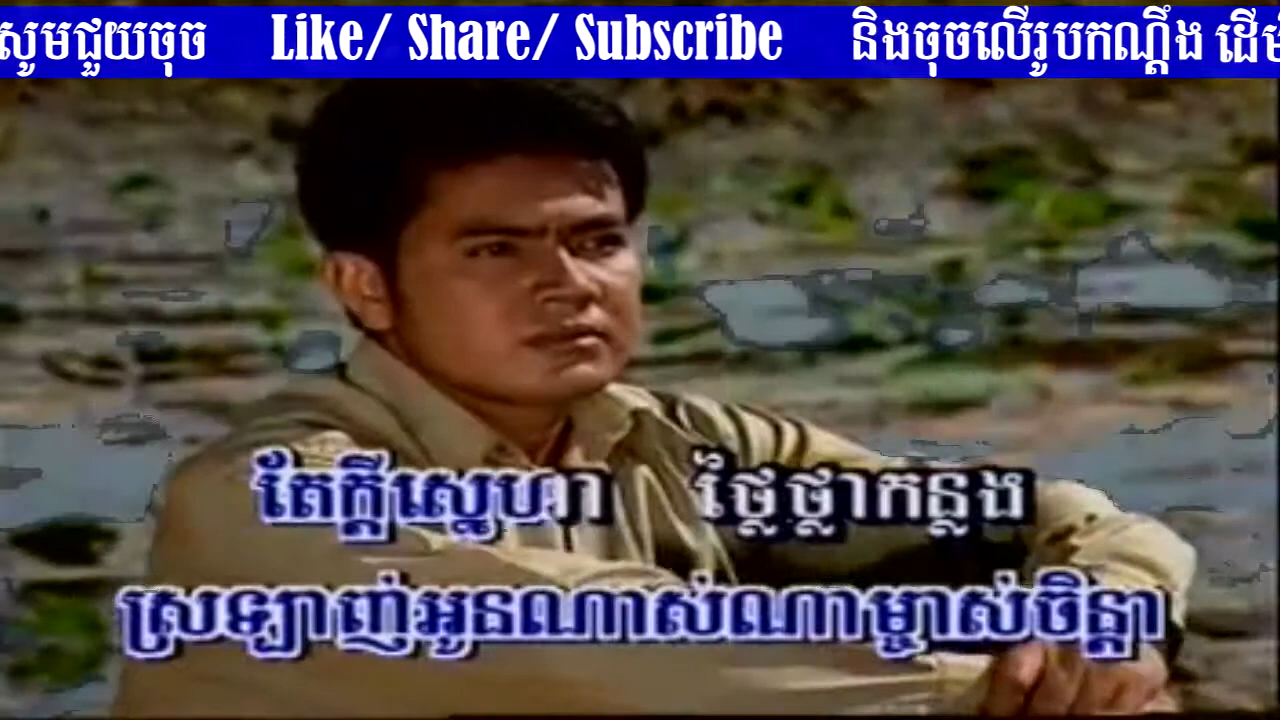 សូមជួយចុច Like/ Share/ Subscribe និងចុចលើរូបកណ្ដឹង ដើម
តែក្ដីស្នេហា ថ្លៃថ្លាកន្លង
ស្រឡាញ់អូនណាស់ណាម្ចាស់ចិន្ដា